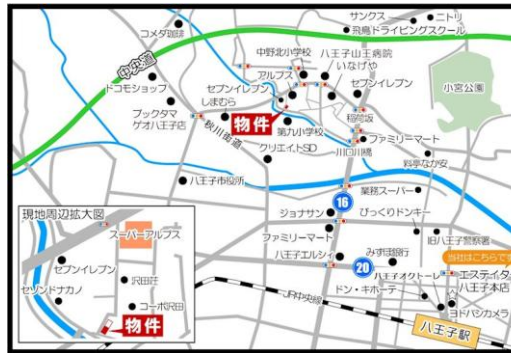 サンクス
ニトリ
飛鳥ドライビングスクール
コメダ珈琲
中央道
中野北小学校
八王子山王病院
アルプス
いなげや
ドコモショップ
セブンイレブン
しまむら
セブンイレブン
小宮公園
ブックタマ
ゲオ八王子店
物件
稲荷坂
秋川街道
第九小学校
ファミリーマート
クリエイトSD
川口川橋
料亭なか安
八王子市役所
業務スーパー
16
現地周辺拡大図
ジョナサン
びっくりドンキー
スーパーアルプス
ファミリーマート
旧八王子警察署
当社はこちらです
セブンイレブン
八王子エルシィ
みずほ銀行
20
エステイタ
八王子本店
沢田荘
八王子オクトーレ
セゾンドナカノ
ドン・キホーテ
コーポ沢田
JR中央線
ヨドバシカメラ
物件
八王子駅